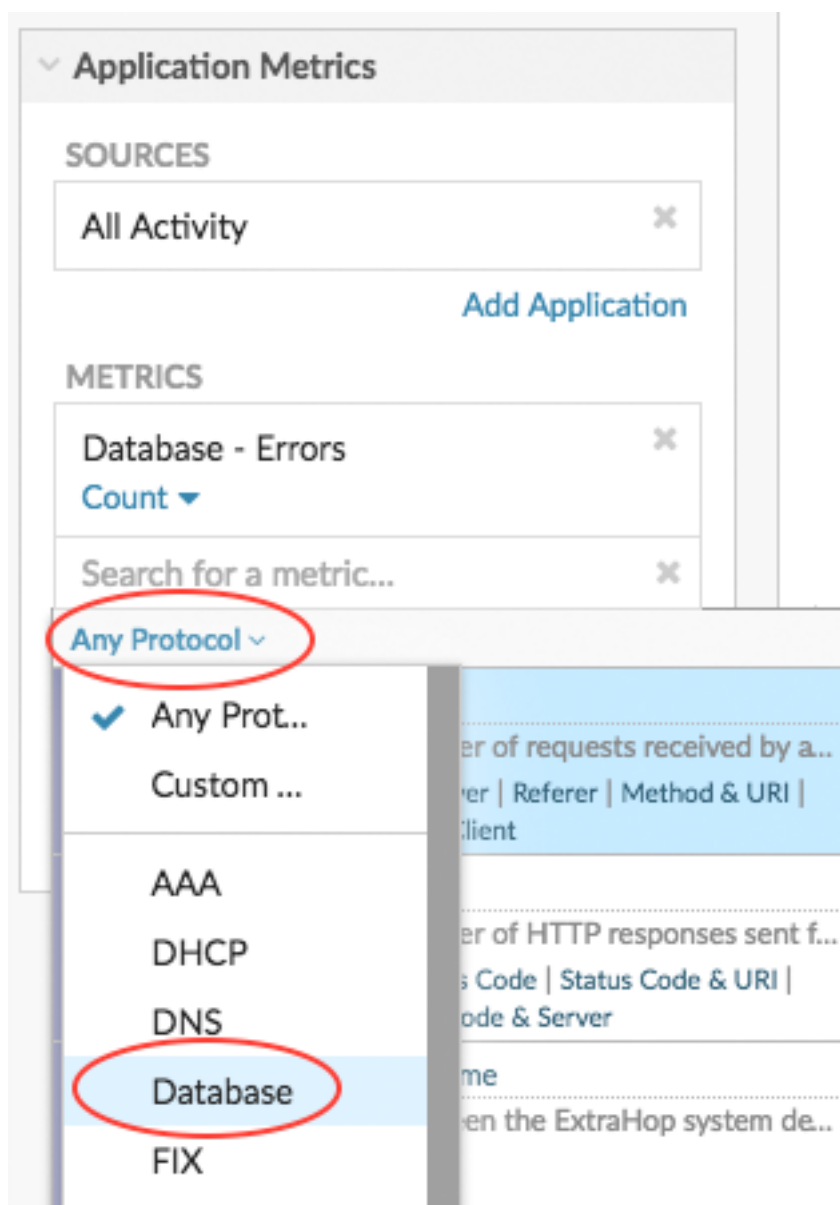 Application Metrics
SOURCES
All Activity
Add Application
METRICS
Database - Errors
Count
Search for a metric...
Any Protocol
Any Prot...
Custom ...
AAA
DHCP
DNS
Database
FIX
er of requests received by a...
er | Referer | Method & URI |
lient
er of HTTP responses sent f...
s Code | Status Code & URI |
ode & Server
me
en the ExtraHop system de...